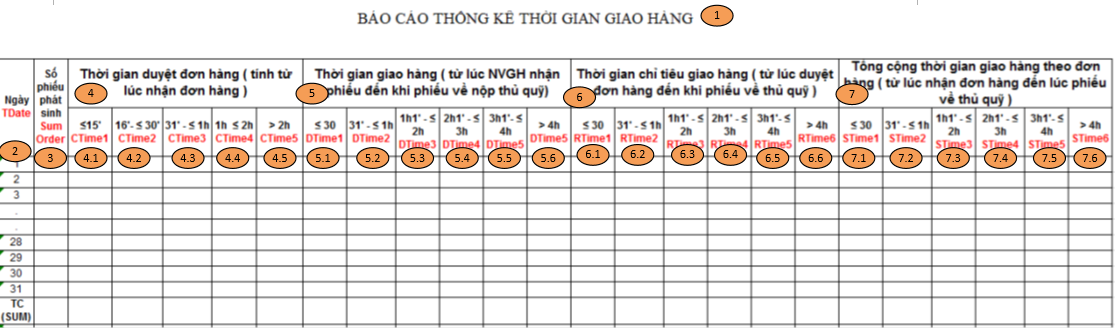 BÁO CÁO THỐNG KÊ THỜI GIAN GIAO HÀNG 1
Ngày
TDate
2
Số
phiếu
phát
sinh
Sum
Order
3
Thời gian duyệt đơn hàng ( tính từ
lúc nhận đơn hàng )
4
Thời gian giao hàng ( từ lúc NVGH nhận
phiếu đến khi phiếu về nộp thủ quỹ)
5
Thời gian chỉ tiêu giao hàng ( từ lúc duyệt
đơn hàng đến khi phiếu về thủ quỹ )
6
Tổng cộng thời gian giao hàng theo đơn
hàng ( từ lúc nhận đơn hàng đến lúc phiếu
về thủ quỹ )
7
≤15'
CTime1
4.1
16'- ≤ 30'
CTime2
4.2
31' - ≤ 1h
CTime3
4.3
1h ≤ 2h
CTime4
4.4
> 2h
CTime5
4.5
≤ 30
DTime1
5.1
31' - ≤ 1h
DTime2
5.2
1h1' - ≤
2h
DTime3
5.3
2h1' - ≤
3h
DTime4
5.4
3h1' - ≤
4h
DTime5
5.5
> 4h
DTime5
5.6
≤ 30
RTime1
6.1
31' - ≤ 1h
RTime2
6.2
1h1' - ≤
2h
RTime3
6.3
2h1' - ≤
3h
RTime4
6.4
3h1' - ≤
4h
RTime5
6.5
> 4h
RTime6
6.6
≤ 30
STime1
7.1
31' - ≤ 1h
STime2
7.2
1h1' - ≤
2h
STime3
7.3
2h1' - ≤
3h
STime4
7.4
3h1' - ≤
4h
STime5
7.5
> 4h
STime6
7.6
1
2
3
.
.
28
29
30
31
TC
(SUM)